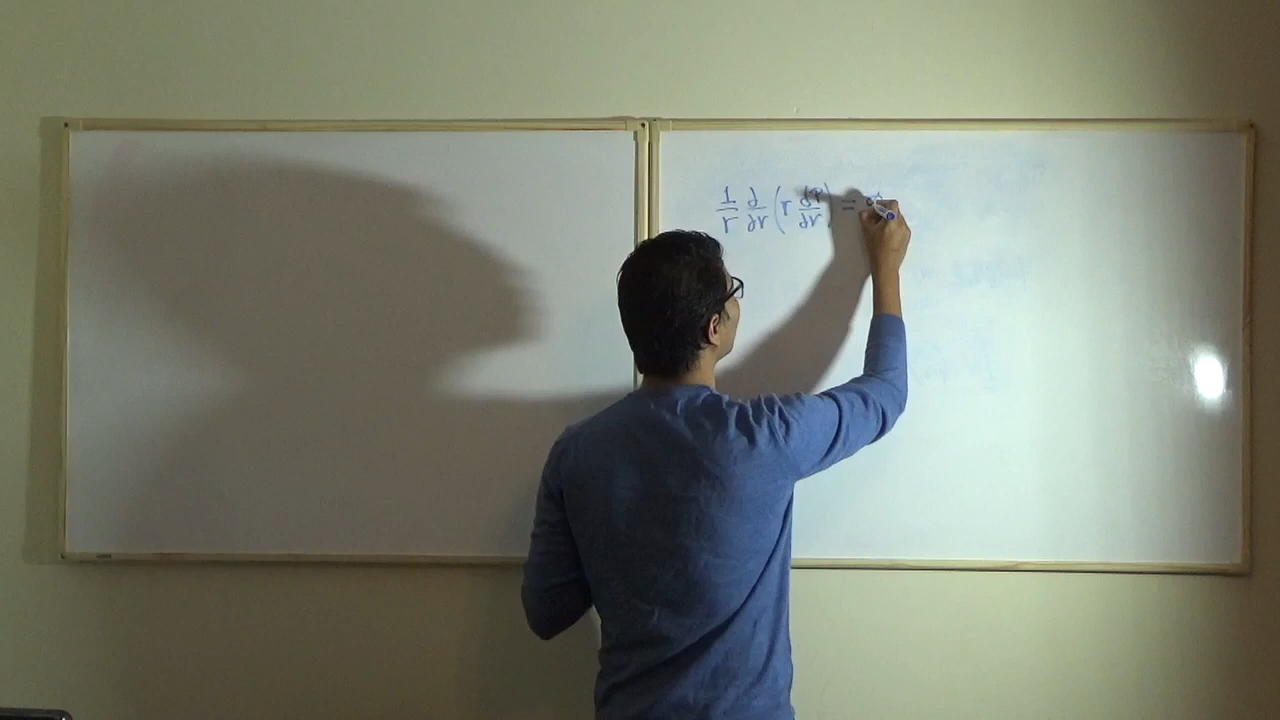 1/r ∂/∂r (r ∂P/∂r) =